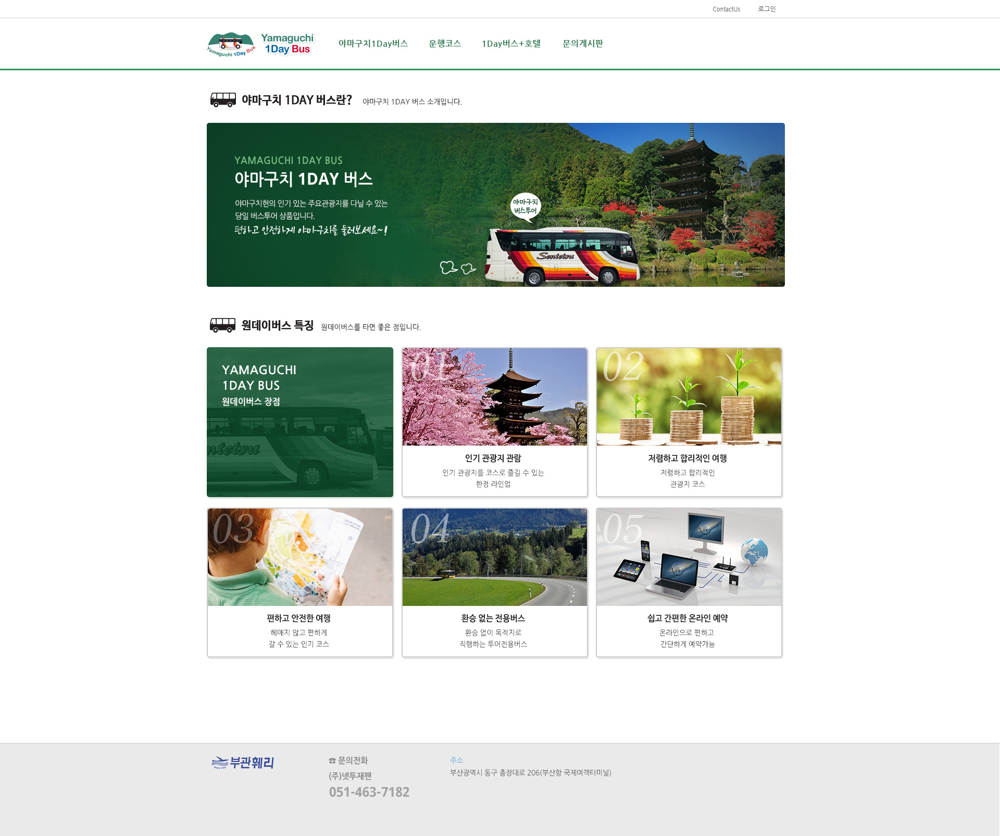 ContactUs 로그인
Yamaguchi 1Day Bus
Yamaguchi
1Day Bus
야마구치1Day버스 운행코스 1Day버스+호텔 문의게시판
야마구치 1DAY 버스란? 야마구치 1DAY 버스 소개입니다.
YAMAGUCHI 1DAY BUS
야마구치 1DAY 버스
야마구치현의 인기 있는 주요관광지를 다닐 수 있는
당일 버스투어 상품입니다.
편하고 안전하게 야마구치를 둘러보세요~!
야마구치
버스투어
Sentetsu
원데이버스 특징 원데이버스를 타면 좋은 점입니다.
YAMAGUCHI
1DAY BUS
원데이버스 장점
01
인기 관광지 관람
인기 관광지를 코스로 즐길 수 있는
한정 라인업
02
저렴하고 합리적인 여행
저렴하고 합리적인
관광지 코스
03
편하고 안전한 여행
헤매지 않고 편하게
갈 수 있는 인기 코스
04
환승 없는 전용버스
환승 없이 목적지로
직행하는 투어전용버스
05
쉽고 간편한 온라인 예약
온라인으로 편하고
간단하게 예약가능
부관훼리
☎ 문의전화
(주)넷투재팬
051-463-7182
주소
부산광역시 동구 충장대로 206(부산항 국제여객터미널)